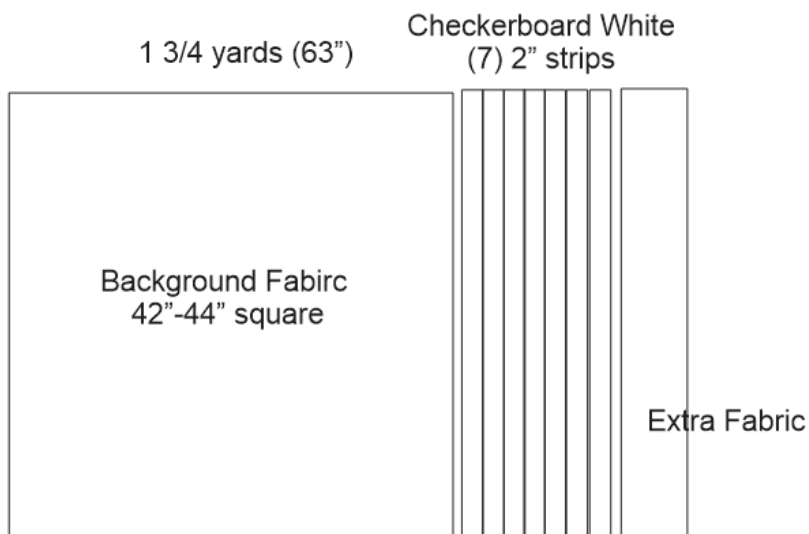 1 3/4 yards (63”)
Checkerboard White
(7) 2” strips
Background Fabirc
42”-44” square
Extra Fabric